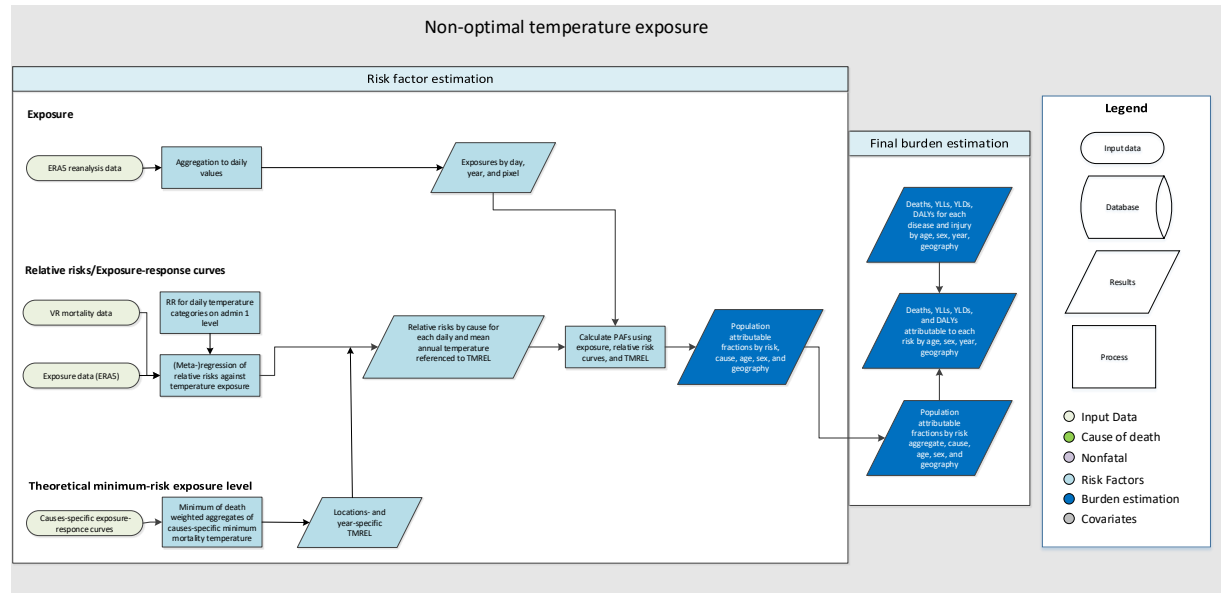 Non-optimal temperature exposure
Risk factor estimation
Exposure
ERA5 reanalysis data
Aggregation to daily
values
Exposures by day,
year, and pixel
Relative risks/Exposure-response curves
VR mortality data
RR for daily temperature
categories on admin 1
level
Exposure data (ERA5)
(Meta-)regression of
relative risks against
temperature exposure
Relative risks by cause for
each daily and mean
annual temperature
referenced to TMREL
Calculate PAFs using
exposure, relative risk
curves, and TMREL
Population
attributable
fractions by risk,
cause, age, sex, and
geography
Theoretical minimum-risk exposure level
Causes-specific exposure-
responce curves
Minimum of death
weighted aggregates of
causes-specific minimum
mortality temperature
Locations- and
year-specific
TMREL
Final burden estimation
Deaths, YLLs, YLDs,
DALYs for each
disease and injury
by age, sex, year,
geography
Deaths, YLLs, YLDs,
and DALYs
attributable to each
risk by age, sex, year,
geography
Population
attributable
fractions by risk
aggregate, cause,
age, sex, and
geography
Legend
Input data
Database
Results
Process
Input Data
Cause of death
Nonfatal
Risk Factors
Burden estimation
Covariates